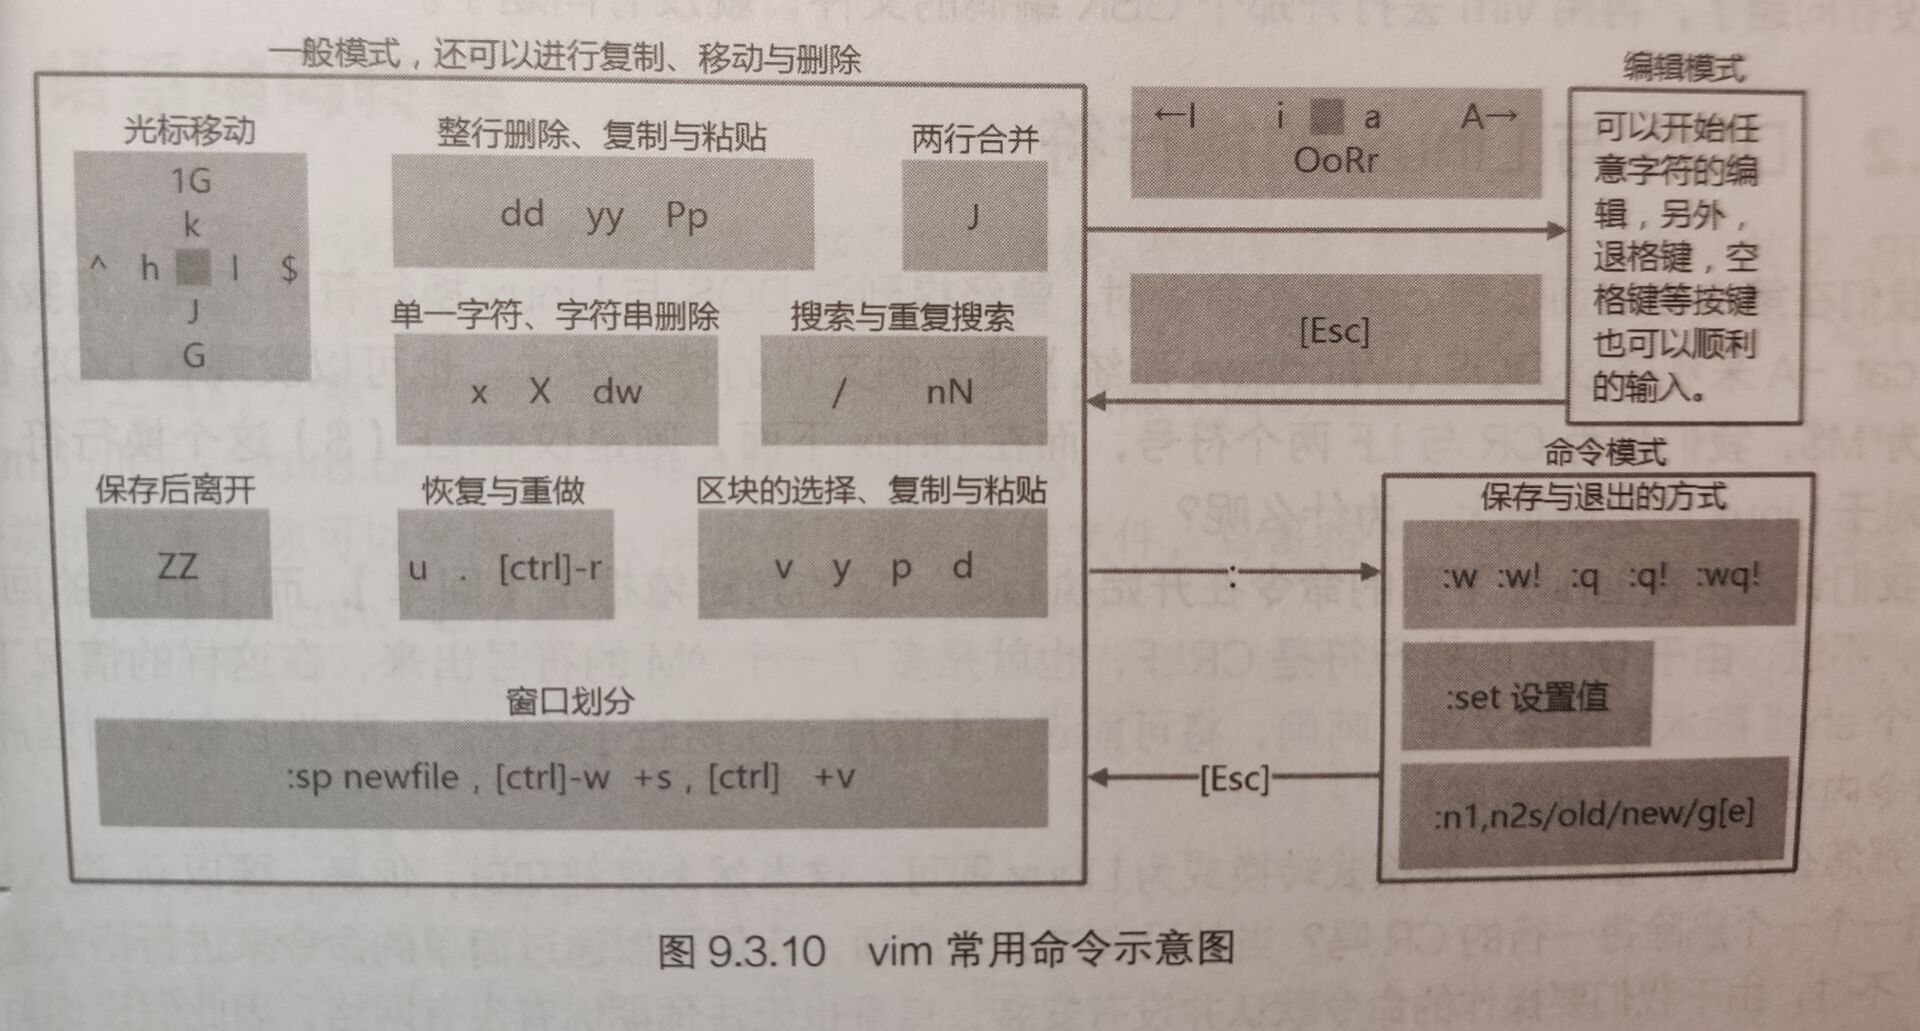 一般模式，还可以进行复制、移动与删除
光标移动
1G
k
^ h l $
J
G
整行删除、复制与粘贴
dd yy Pp
两行合并
J
单一字符、字符串删除
x X dw
搜索与重复搜索
/ nN
保存后离开
ZZ
恢复与重做
u . [ctrl]-r
区块的选择、复制与粘贴
v y p d
窗口划分
:sp newfile，[ctrl]-w +s，[ctrl] +v
←I i a A→
OoRr
[Esc]
编辑模式
可以开始任
意字符的编
辑，另外，
退格键，空
格键等按键
也可以顺利
的输入。
:
[Esc]
命令模式
保存与退出的方式
:w :w! :q :q! :wq!
:set 设置值
:n1,n2s/old/new/g[e]
图 9.3.10 vim 常用命令示意图